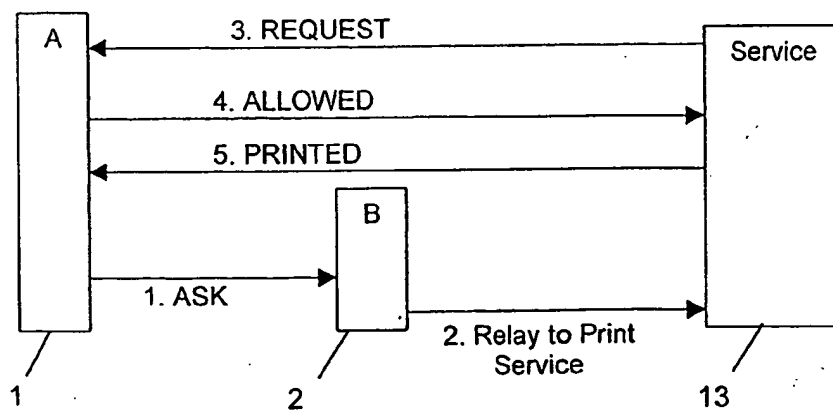 A
3. REQUEST
Service
4. ALLOWED
5. PRINTED
B
1. ASK
2. Relay to Print
Service
1
2
13